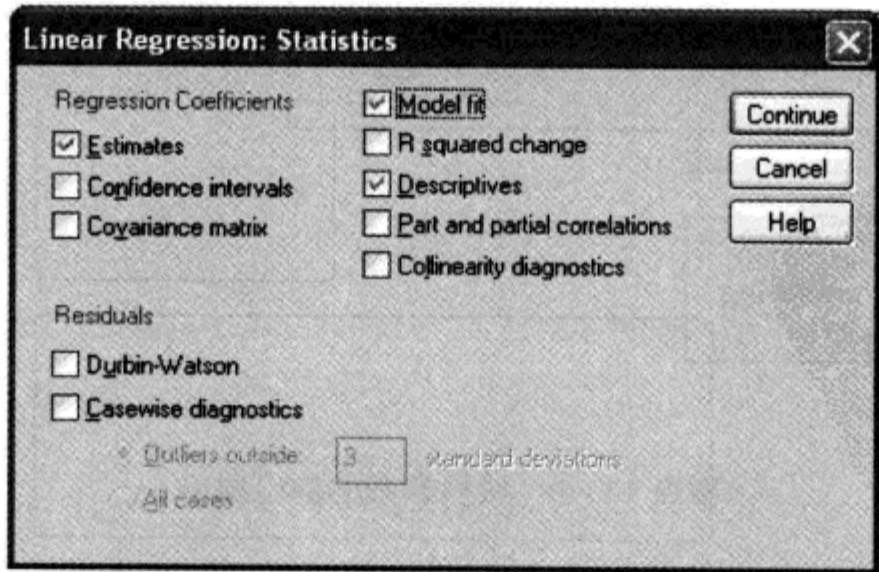 Linear Regression: Statistics
Regression Coefficients
Estimates
Confidence intervals
Covariance matrix
Model fit
R squared change
Descriptives
Part and partial correlations
Collinearity diagnostics
Continue
Cancel
Help
Residuals
Durbin-Watson
Casewise diagnostics
Outliers outside: 3 standard deviations
All cases